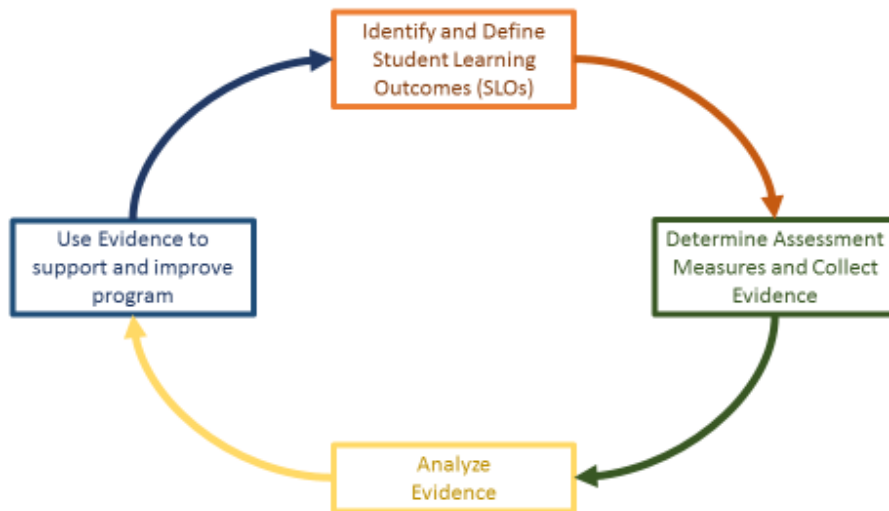 Identify and Define
Student Learning
Outcomes (SLOs)
Use Evidence to
support and improve
program
Determine Assessment
Measures and Collect
Evidence
Analyze
Evidence